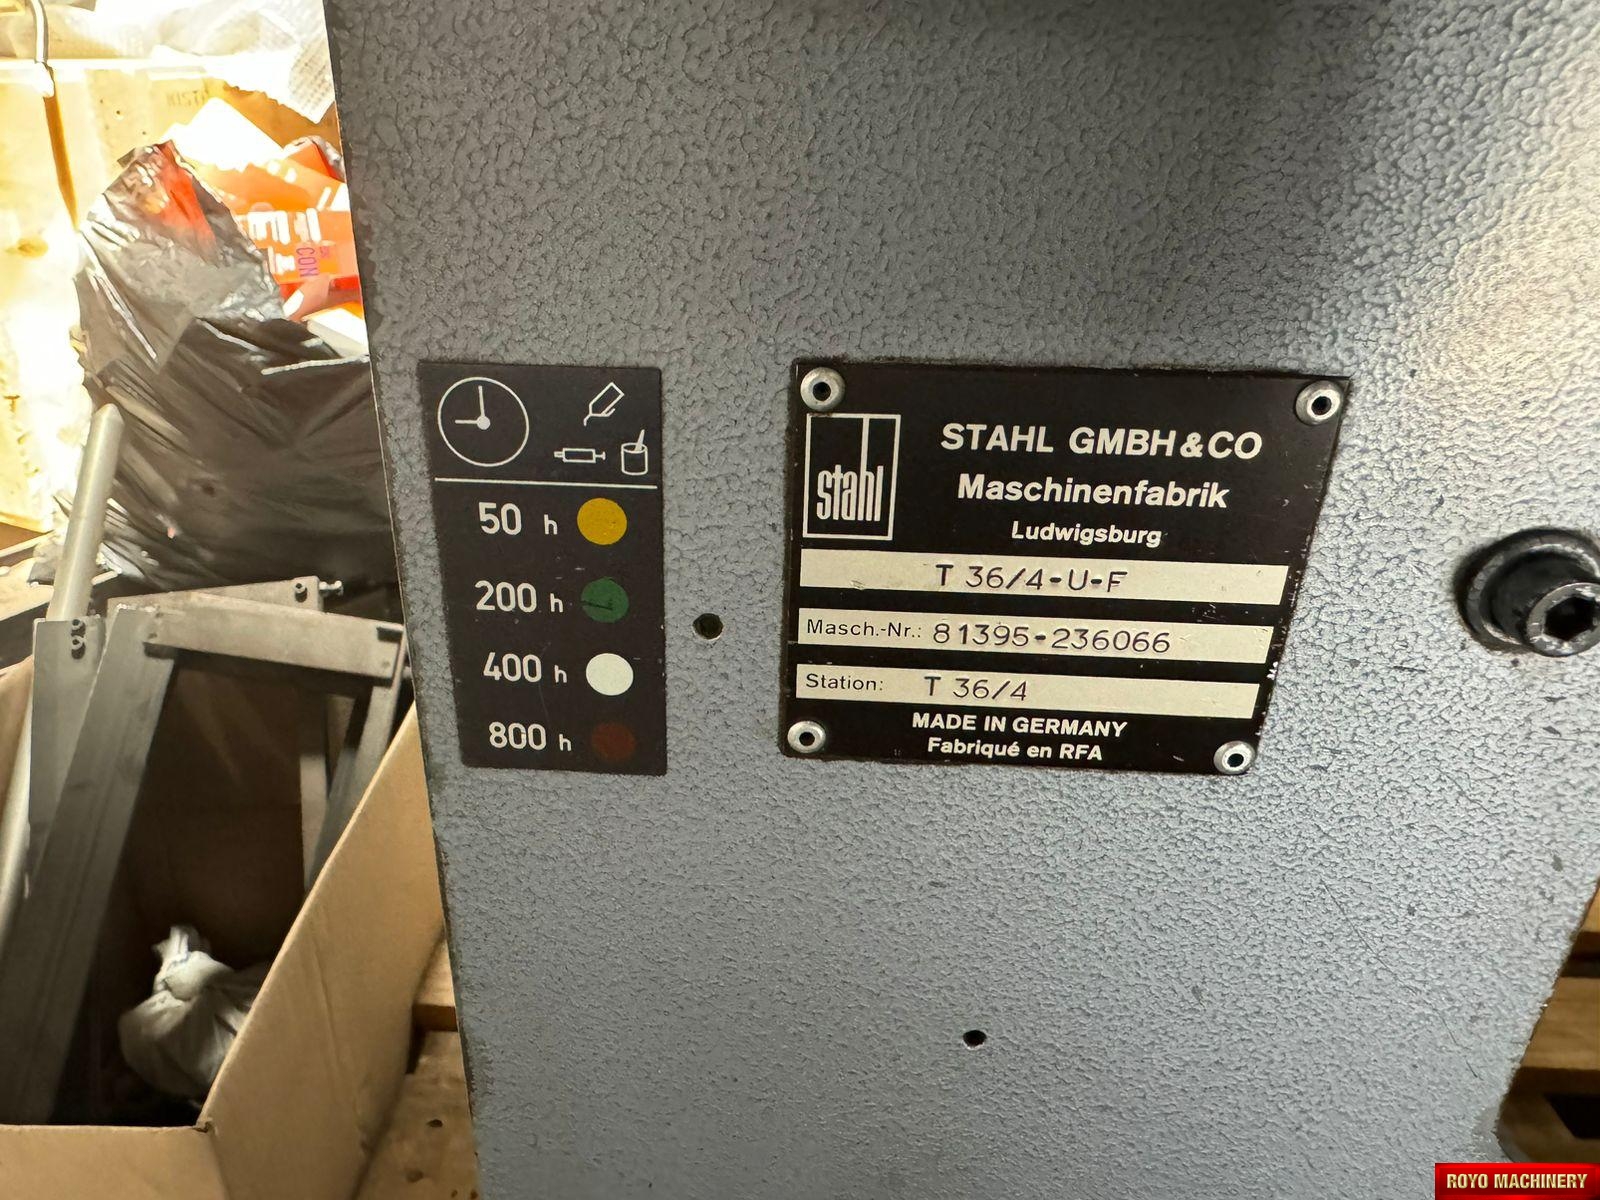 50 h
200 h
400 h
800 h
stahl
STAHL GMBH & CO
Maschinenfabrik
Ludwigsburg
T 36/4-U-F
Masch.-Nr.: 81395-236066
Station: T 36/4
MADE IN GERMANY
Fabriqué en RFA
CON
ROYO MACHINERY